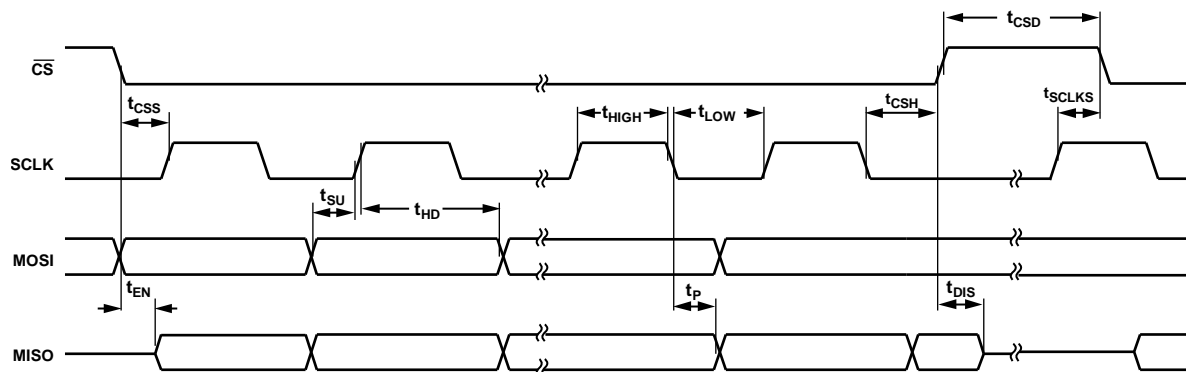 tCSD
CS
tCSS
tHIGH
tLOW
tCSH
tSCLKS
SCLK
tSU
tHD
MOSI
tEN
tP
tDIS
MISO